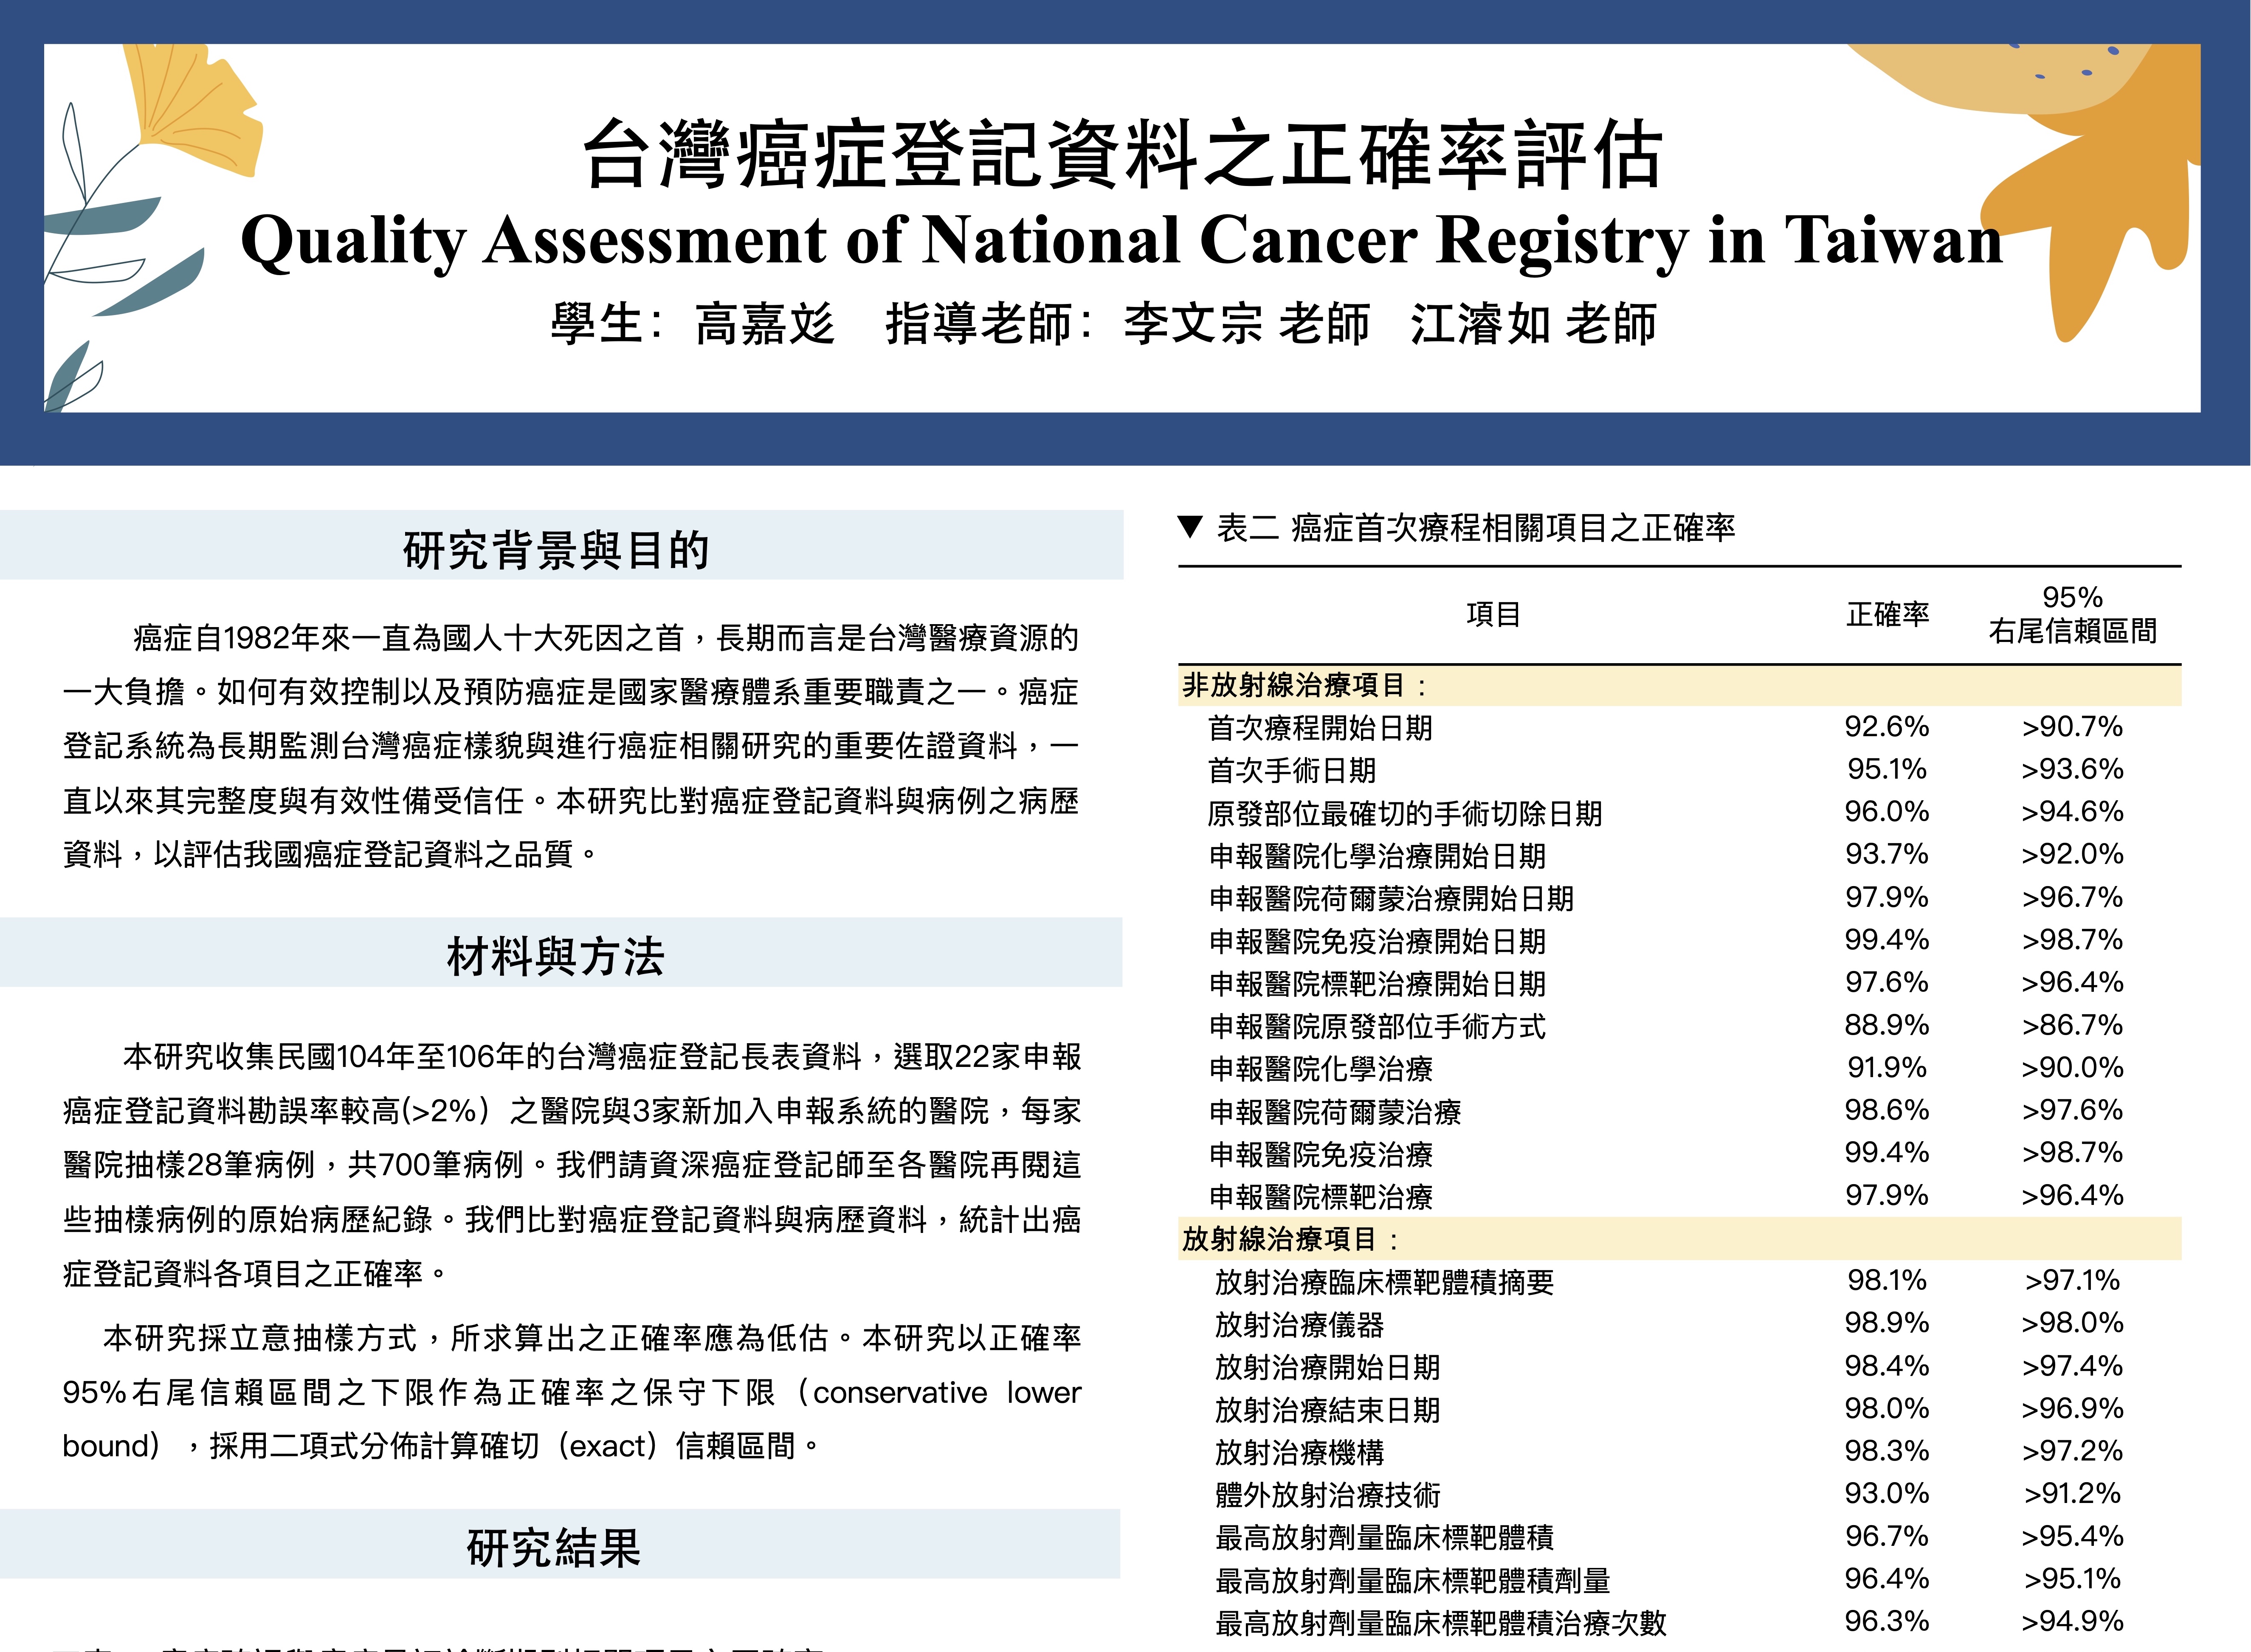 台灣癌症登記資料之正確率評估
Quality Assessment of National Cancer Registry in Taiwan
學生：高嘉彣　指導老師：李文宗 老師　江濬如 老師
研究背景與目的
癌症自1982年來一直為國人十大死因之首，長期而言是台灣醫療資源的
一大負擔。如何有效控制以及預防癌症是國家醫療體系重要職責之一。癌症
登記系統為長期監測台灣癌症樣貌與進行癌症相關研究的重要佐證資料，一
直以來其完整度與有效性備受信任。本研究比對癌症登記資料與病例之病歷
資料，以評估我國癌症登記資料之品質。
材料與方法
本研究收集民國104年至106年的台灣癌症登記長表資料，選取22家申報
癌症登記資料勘誤率較高(>2%）之醫院與3家新加入申報系統的醫院，每家
醫院抽樣28筆病例，共700筆病例。我們請資深癌症登記師至各醫院再閱這
些抽樣病例的原始病歷紀錄。我們比對癌症登記資料與病歷資料，統計出癌
症登記資料各項目之正確率。
本研究採立意抽樣方式，所求算出之正確率應為低估。本研究以正確率
95%右尾信賴區間之下限作為正確率之保守下限（conservative lower
bound），採用二項式分佈計算確切（exact）信賴區間。
研究結果
▼ 表二 癌症首次療程相關項目之正確率
項目 正確率 95%
右尾信賴區間
非放射線治療項目：
首次療程開始日期 92.6% >90.7%
首次手術日期 95.1% >93.6%
原發部位最確切的手術切除日期 96.0% >94.6%
申報醫院化學治療開始日期 93.7% >92.0%
申報醫院荷爾蒙治療開始日期 97.9% >96.7%
申報醫院免疫治療開始日期 99.4% >98.7%
申報醫院標靶治療開始日期 97.6% >96.4%
申報醫院原發部位手術方式 88.9% >86.7%
申報醫院化學治療 91.9% >90.0%
申報醫院荷爾蒙治療 98.6% >97.6%
申報醫院免疫治療 99.4% >98.7%
申報醫院標靶治療 97.9% >96.4%
放射線治療項目：
放射治療臨床標靶體積摘要 98.1% >97.1%
放射治療儀器 98.9% >98.0%
放射治療開始日期 98.4% >97.4%
放射治療結束日期 98.0% >96.9%
放射治療機構 98.3% >97.2%
體外放射治療技術 93.0% >91.2%
最高放射劑量臨床標靶體積 96.7% >95.4%
最高放射劑量臨床標靶體積劑量 96.4% >95.1%
最高放射劑量臨床標靶體積治療次數 96.3% >94.9%